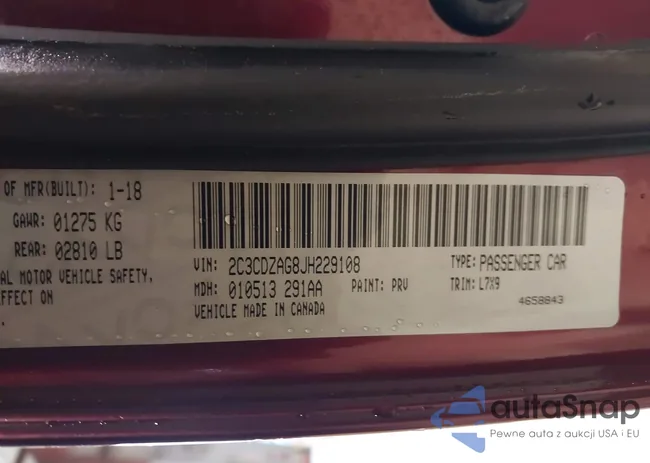 OF MFR(BUILT): 1-18
GAWR: 01275 KG
REAR: 02810 LB
AL MOTOR VEHICLE SAFETY,
EFFECT ON
VIN: 2C3CDZAG8JH229108
TYPE: PASSENGER CAR
MDH: 010513 291AA
PAINT: PRV
TRIM: L7X9
VEHICLE MADE IN CANADA
4658843
autaSnap
Pewne auta z aukcji USA i EU